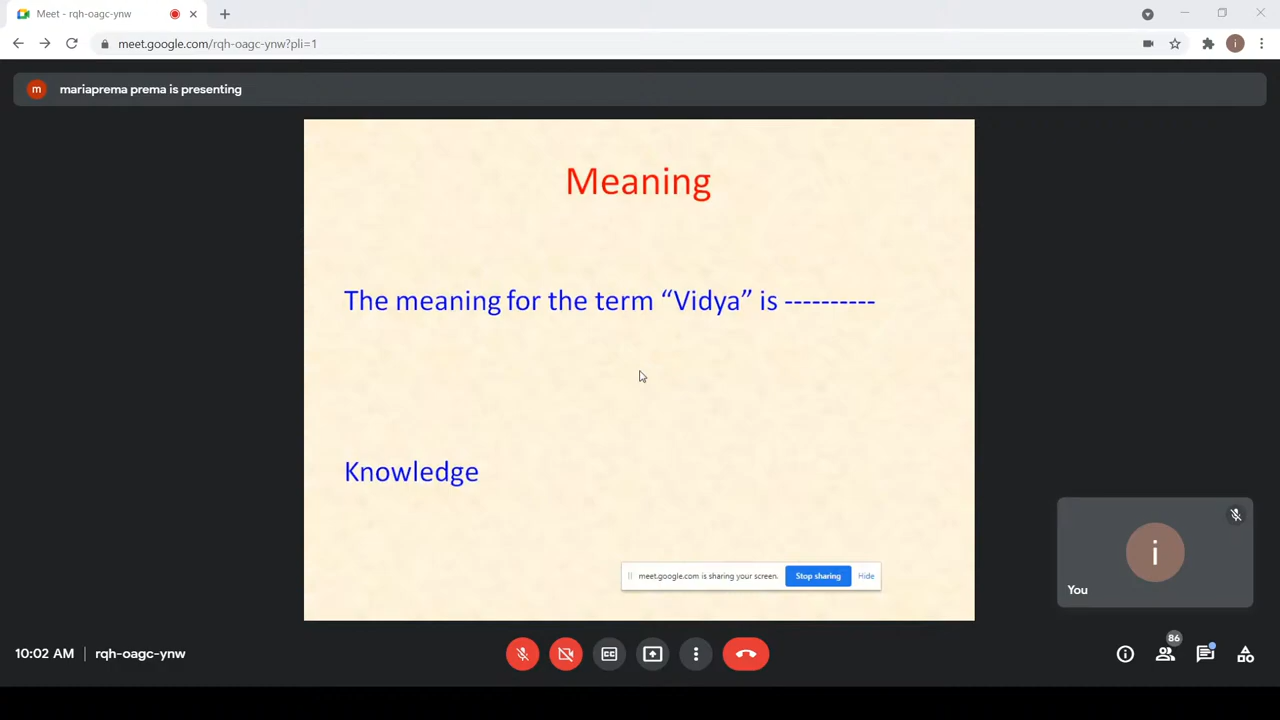 Meet - rqh-oagc-ynw
meet.google.com/rqh-oagc-ynw?pli=1
i
m
mariaprema prema is presenting
Meaning
The meaning for the term “Vidya” is ----------
Knowledge
meet.google.com is sharing your screen.
Stop sharing
Hide
i
You
10:02 AM
rqh-oagc-ynw
CC
86